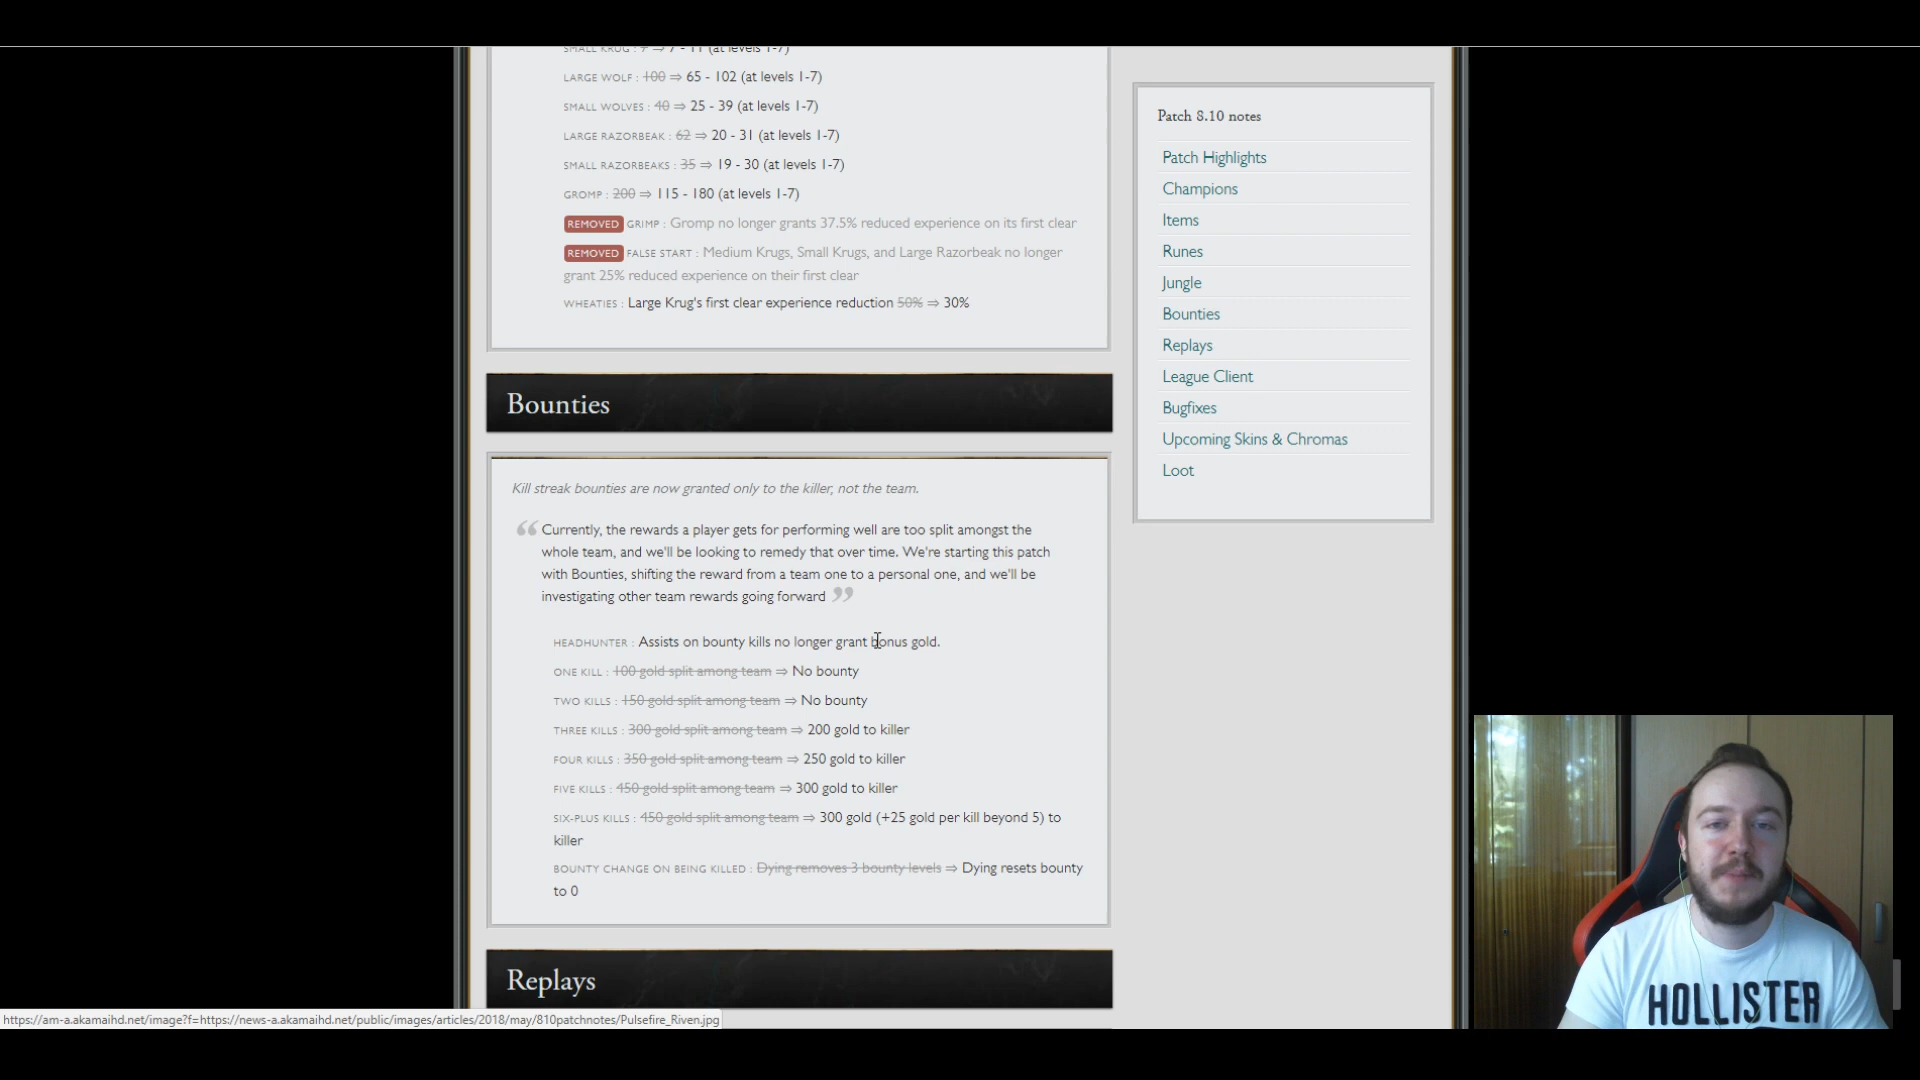 SMALL KRUG : 7 ⇒ 7 - 11 (at levels 1-7)
LARGE WOLF : 100 ⇒ 65 - 102 (at levels 1-7)
SMALL WOLVES : 40 ⇒ 25 - 39 (at levels 1-7)
LARGE RAZORBEAK : 62 ⇒ 20 - 31 (at levels 1-7)
SMALL RAZORBEAKS : 35 ⇒ 19 - 30 (at levels 1-7)
GROMP : 200 ⇒ 115 - 180 (at levels 1-7)
REMOVED GRIMP : Gromp no longer grants 37.5% reduced experience on its first clear
REMOVED FALSE START : Medium Krugs, Small Krugs, and Large Razorbeak no longer
grant 25% reduced experience on their first clear
WHEATIES : Large Krug's first clear experience reduction 50% ⇒ 30%
Bounties
Kill streak bounties are now granted only to the killer, not the team.
“ Currently, the rewards a player gets for performing well are too split amongst the
whole team, and we'll be looking to remedy that over time. We're starting this patch
with Bounties, shifting the reward from a team one to a personal one, and we'll be
investigating other team rewards going forward ”
HEADHUNTER : Assists on bounty kills no longer grant bonus gold.
ONE KILL : 100 gold split among team ⇒ No bounty
TWO KILLS : 150 gold split among team ⇒ No bounty
THREE KILLS : 300 gold split among team ⇒ 200 gold to killer
FOUR KILLS : 350 gold split among team ⇒ 250 gold to killer
FIVE KILLS : 450 gold split among team ⇒ 300 gold to killer
SIX-PLUS KILLS : 450 gold split among team ⇒ 300 gold (+25 gold per kill beyond 5) to
killer
BOUNTY CHANGE ON BEING KILLED : Dying removes 3 bounty levels ⇒ Dying resets bounty
to 0
Replays
Patch 8.10 notes
Patch Highlights
Champions
Items
Runes
Jungle
Bounties
Replays
League Client
Bugfixes
Upcoming Skins & Chromas
Loot
HOLLISTER
https://am-a.akamaihd.net/image?f=https://news-a.akamaihd.net/public/images/articles/2018/may/810patchnotes/Pulsefire_Riven.jpg